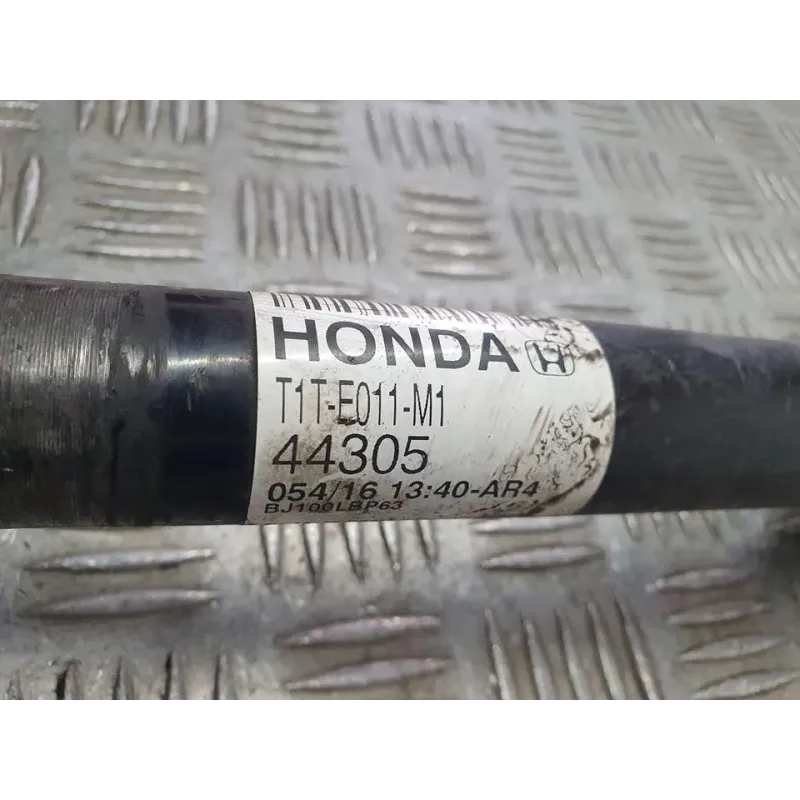 HONDA
T1T-E011-M1
44305
054/16 13:40-AR4
BJ100LBP63